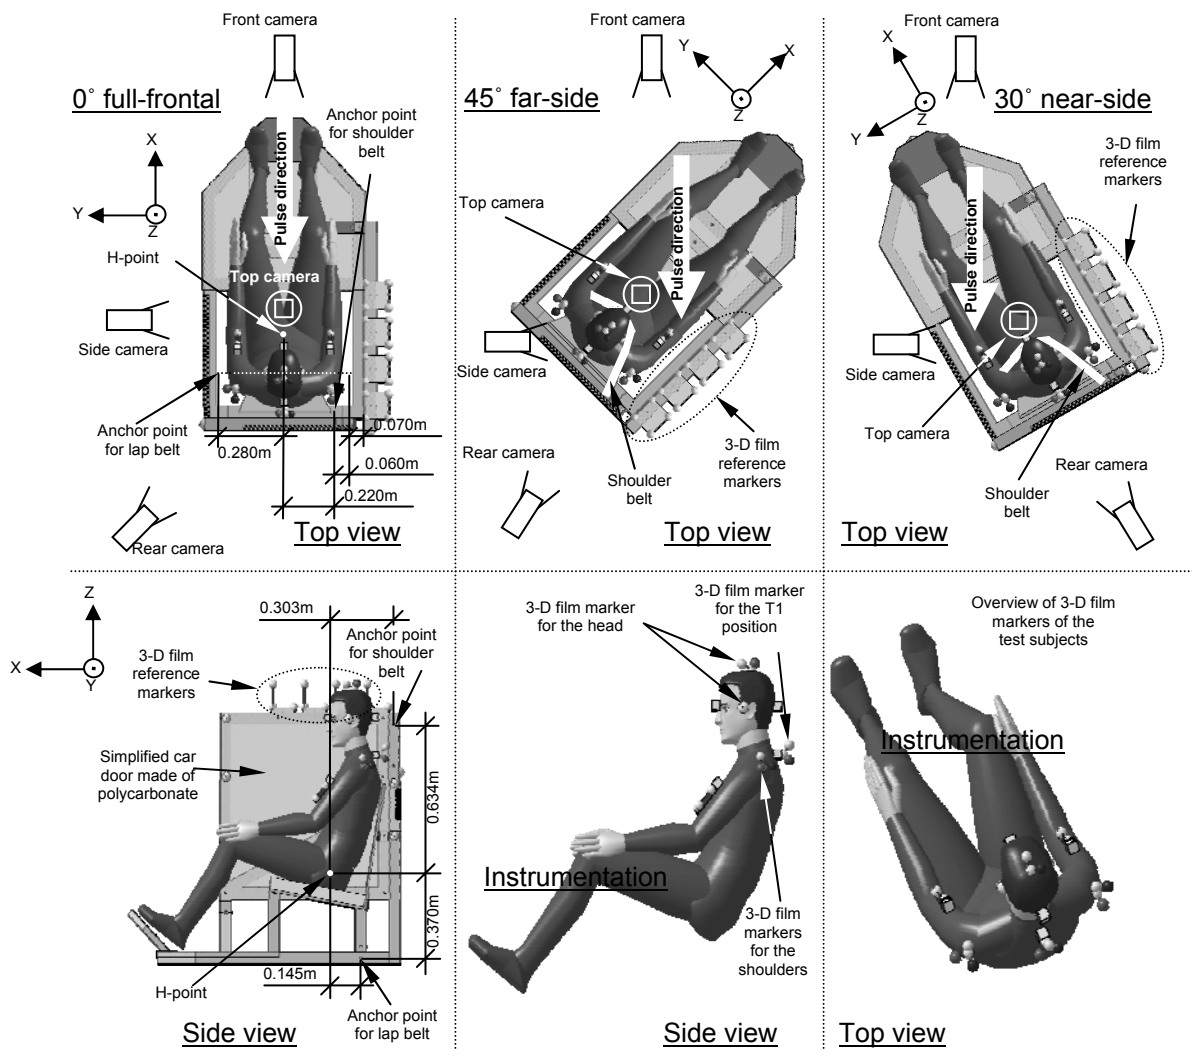 Front camera
0˚ full-frontal
Anchor point
for shoulder
belt
X
Y
Z
Pulse direction
H-point
Top camera
Side camera
Anchor point
for lap belt
0.280m
0.070m
0.060m
0.220m
Rear camera
Top view
Front camera
45˚ far-side
Y
X
Z
Top camera
Pulse direction
Side camera
Rear camera
Shoulder
belt
3-D film
reference
markers
Top view
Front camera
X
Y
Z
30˚ near-side
3-D film
reference
markers
Pulse direction
Side camera
Top camera
Shoulder
belt
Rear camera
Top view
Z
X
Y
0.303m
Anchor point
for shoulder
belt
3-D film
reference
markers
Simplified car
door made of
polycarbonate
0.634m
0.370m
0.145m
H-point
Anchor point
for lap belt
Side view
3-D film marker
for the head
3-D film marker
for the T1
position
Instrumentation
3-D film
markers
for the
shoulders
Side view
Overview of 3-D film
markers of the
test subjects
Instrumentation
Top view